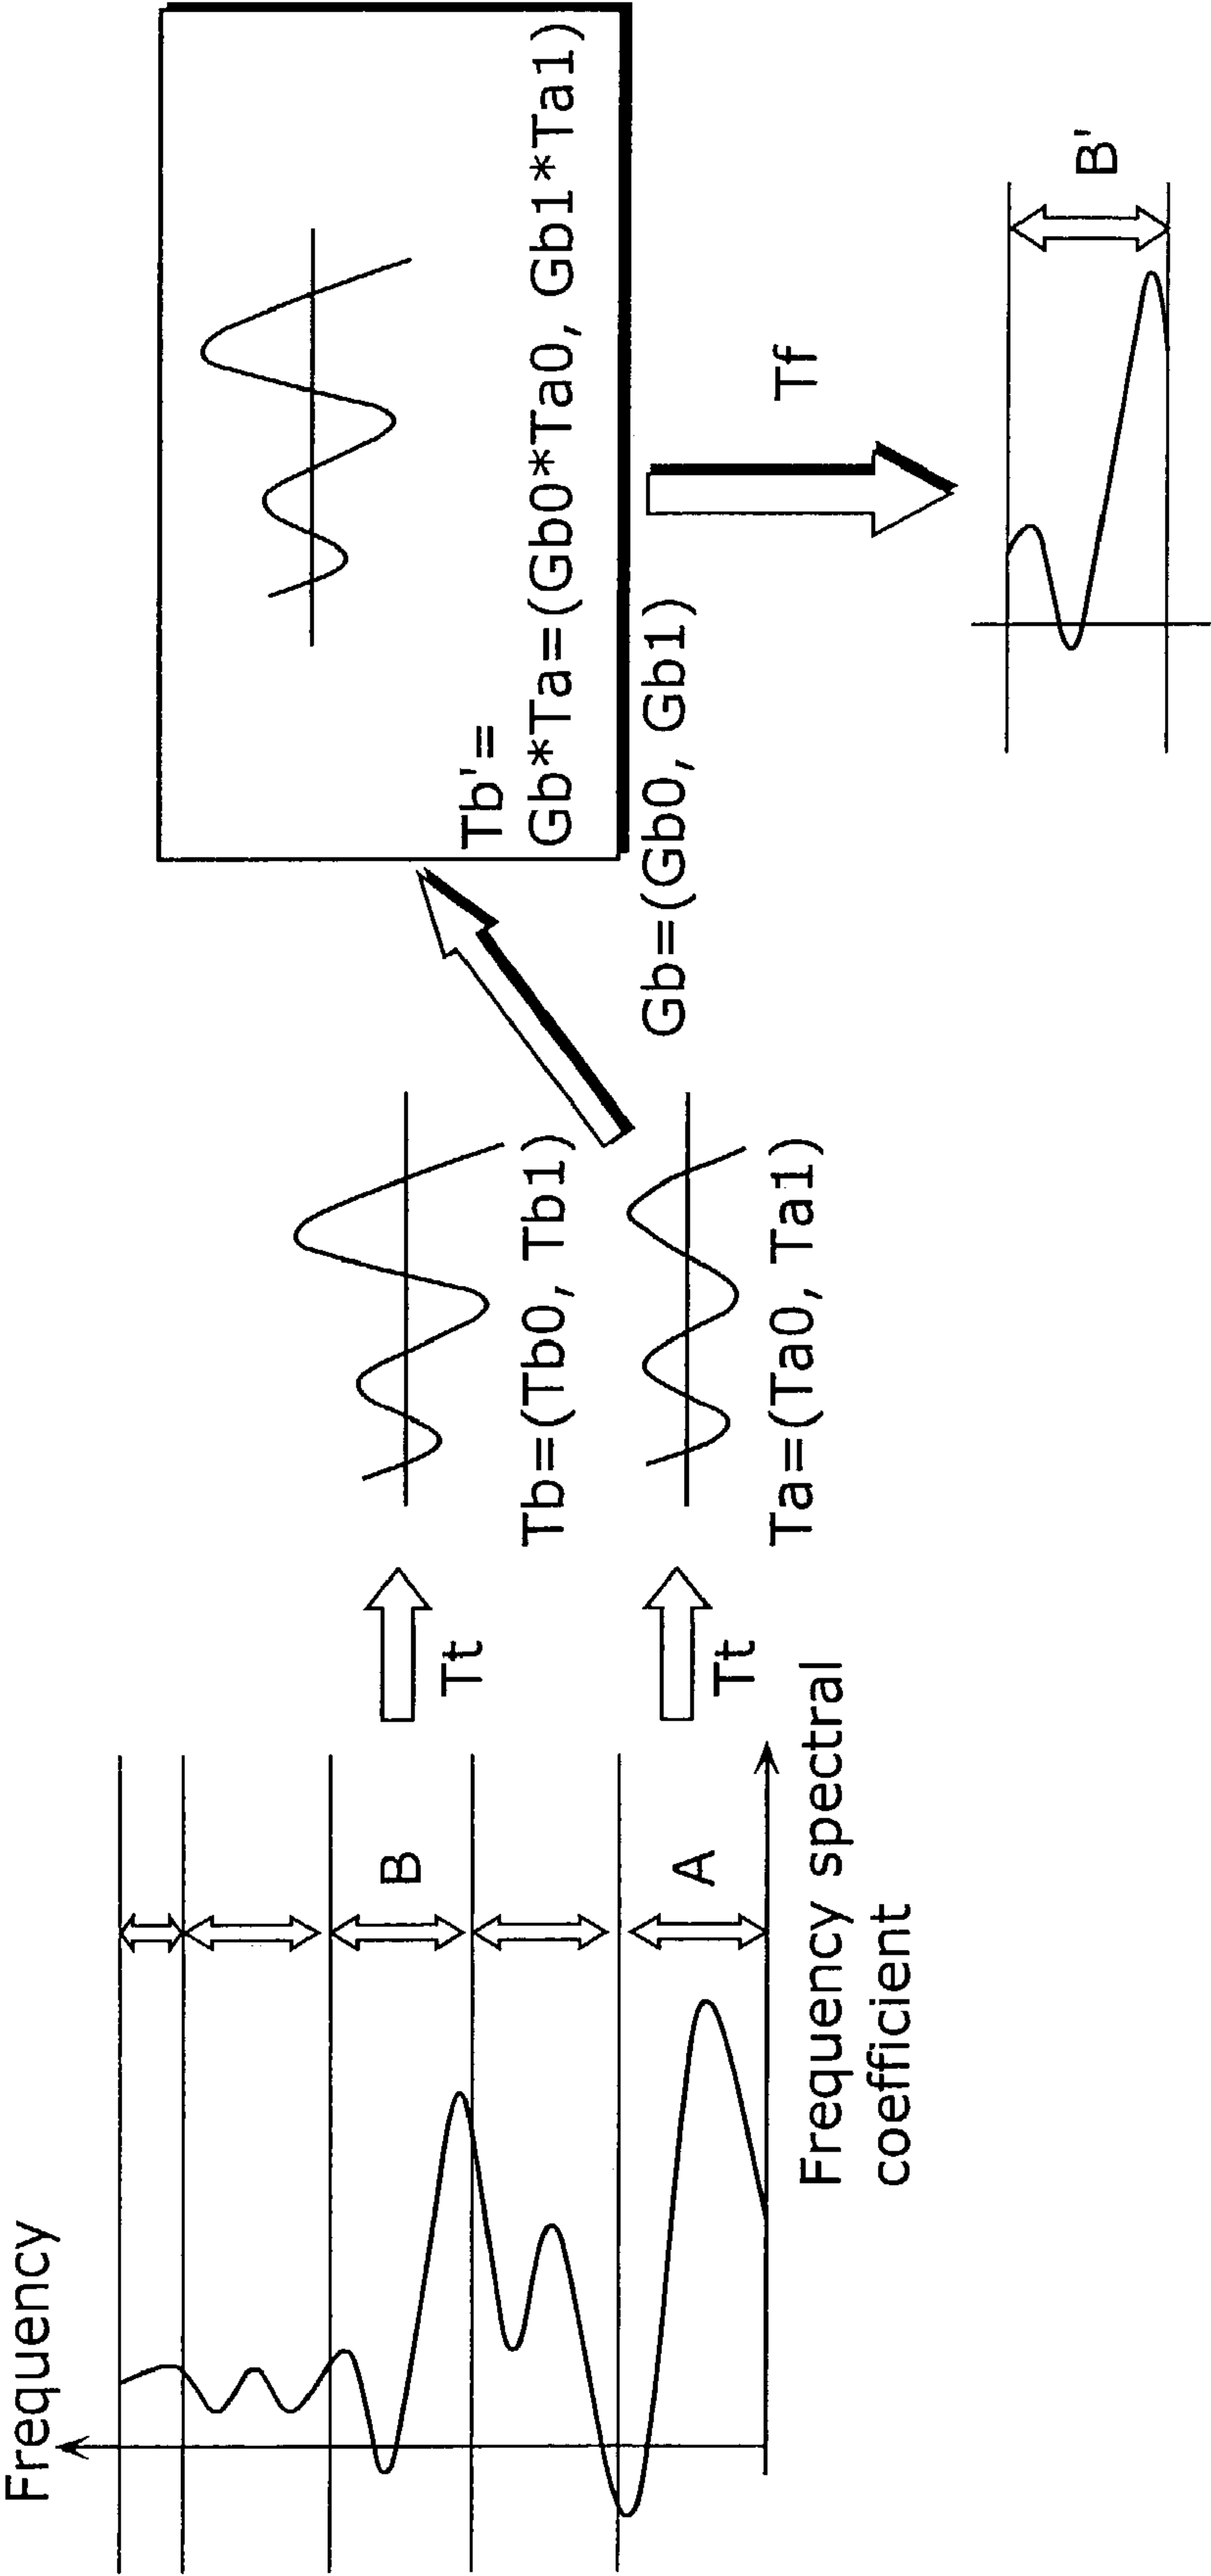 Frequency
B
A
Frequency spectral
coefficient
Tt
Tt
Tb=(Tb0, Tb1)
Ta=(Ta0, Ta1)
Tb'=
Gb*Ta=(Gb0*Ta0, Gb1*Ta1)
Gb=(Gb0, Gb1)
Tf
B'